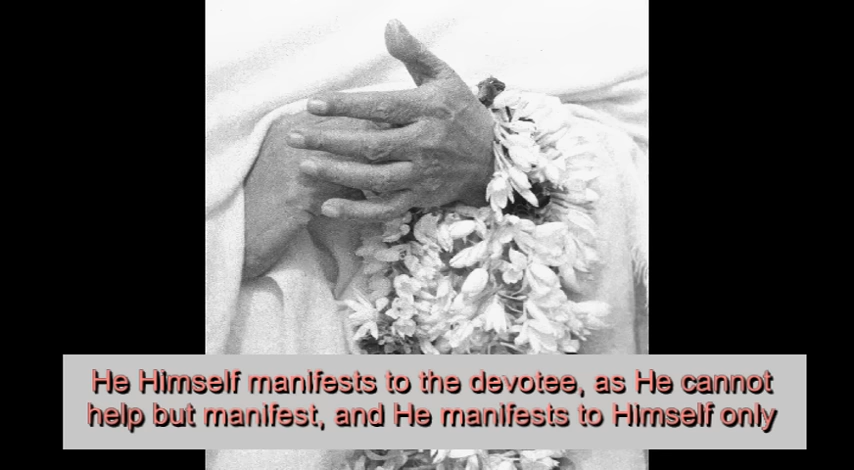 He Himself manifests to the devotee, as He cannot
help but manifest, and He manifests to Himself only